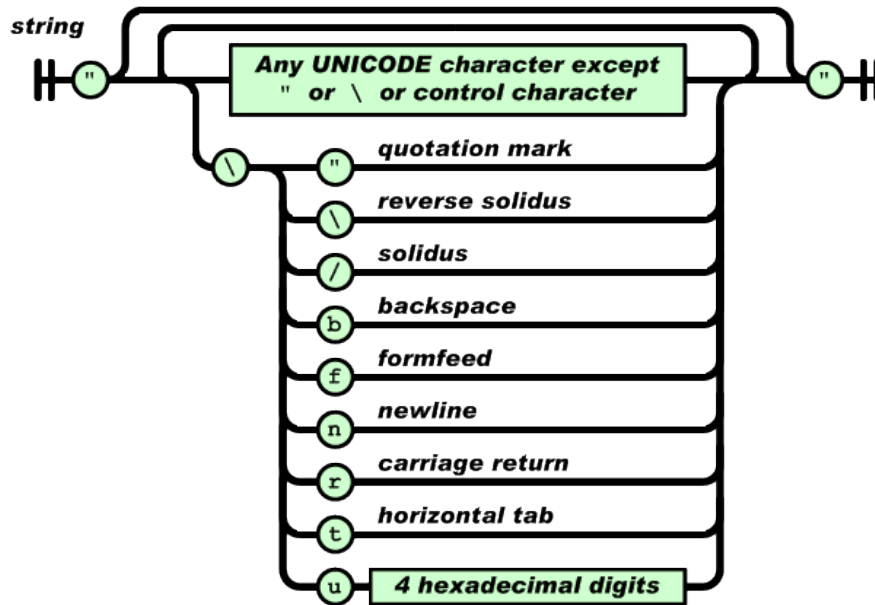 string
" Any UNICODE character except "
" or \ or control character
\ " quotation mark
\ reverse solidus
/ solidus
b backspace
f formfeed
n newline
r carriage return
t horizontal tab
u 4 hexadecimal digits